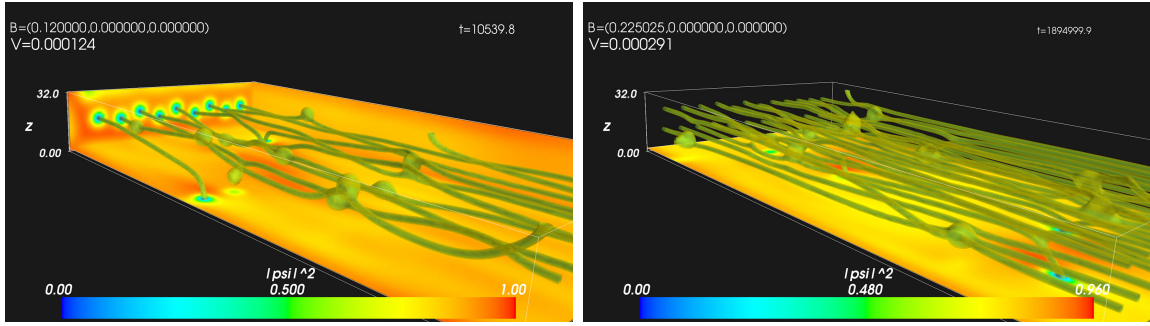 B=(0.120000,0.000000,0.000000)
t=10539.8
V=0.000124
32.0
Z
0.00
|psi|^2
0.00
0.500
1.00
B=(0.225025,0.000000,0.000000)
t=1894999.9
V=0.000291
32.0
Z
0.00
|psi|^2
0.00
0.480
0.960